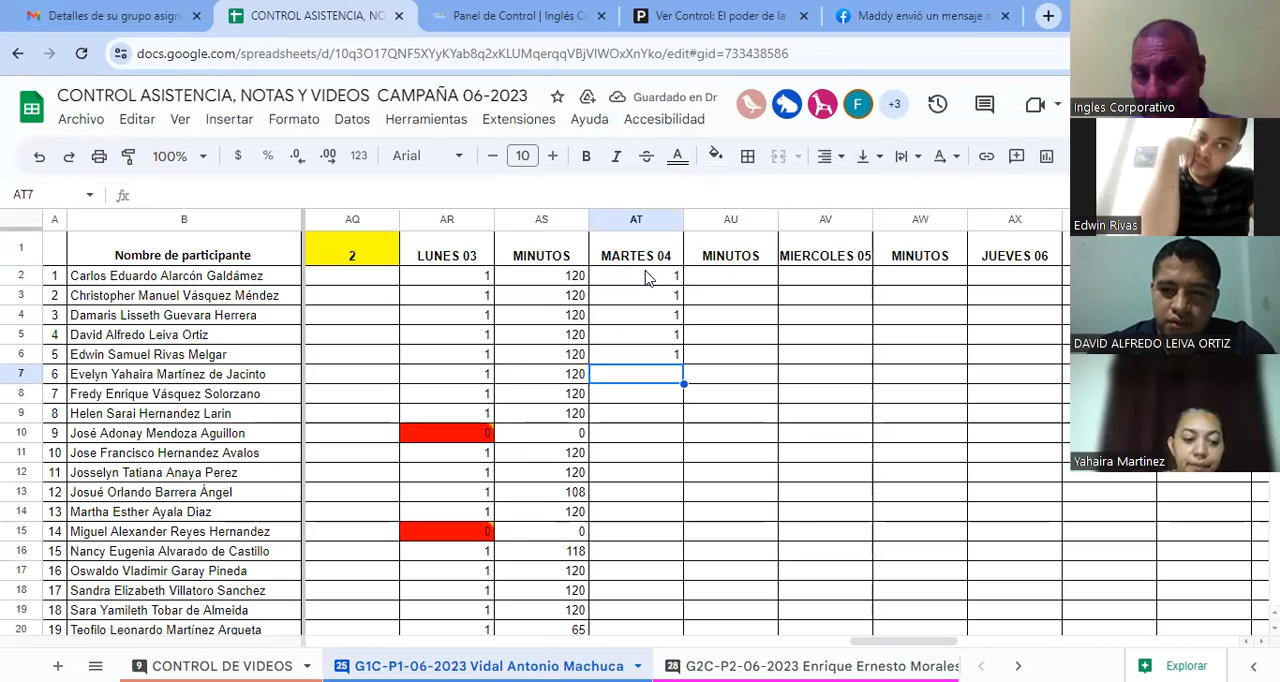 Detalles de su grupo asign
CONTROL ASISTENCIA, NO
Panel de Control | Inglés C
Ver Control: El poder de la
Maddy envió un mensaje a
docs.google.com/spreadsheets/d/
/edit#gid=733438586
CONTROL ASISTENCIA, NOTAS Y VIDEOS CAMPAÑA 06-2023
Guardado en Dr
F
+3
Archivo Editar Ver Insertar Formato Datos Extensiones Ayuda Accesibilidad
100% $ % .0 .00 123 Arial 10 B I A
AT7 fx
A B AQ AR AS AT AU AV AW AX
1 Nombre de participante 2 LUNES 03 MINUTOS MARTES 04 MINUTOS MIERCOLES 05 MINUTOS JUEVES 06
2 1 Carlos Eduardo Alarcón Galdámez 1 120 1
3 2 Christopher Manuel Vásquez Méndez 1 120 1
4 3 Damaris Lisseth Guevara Herrera 1 120 1
5 4 David Alfredo Leiva Ortiz 1 120 1
6 5 Edwin Samuel Rivas Melgar 1 120 1
7 6 Evelyn Yahaira Martínez de Jacinto 1 120
8 7 Fredy Enrique Vásquez Solorzano 1 120
9 8 Helen Sarai Hernandez Larin 1 120
10 9 José Adonay Mendoza Aguillon 0 0
11 10 Jose Francisco Hernandez Avalos 1 120
12 11 Josselyn Tatiana Anaya Perez 1 120
13 12 Josué Orlando Barrera Ángel 1 108
14 13 Martha Esther Ayala Diaz 1 120
15 14 Miguel Alexander Reyes Hernandez 0 0
16 15 Nancy Eugenia Alvarado de Castillo 1 118
17 16 Oswaldo Vladimir Garay Pineda 1 120
18 17 Sandra Elizabeth Villatoro Sanchez 1 120
19 18 Sara Yamileth Tobar de Almeida 1 120
20 19 Teofilo Leonardo Martínez Argueta 1 65
9 CONTROL DE VIDEOS
25 G1C-P1-06-2023 Vidal Antonio Machuca
28 G2C-P2-06-2023 Enrique Ernesto Morales
Explorar
Ingles Corporativo
Edwin Rivas
DAVID ALFREDO LEIVA ORTIZ
Yahaira Martinez